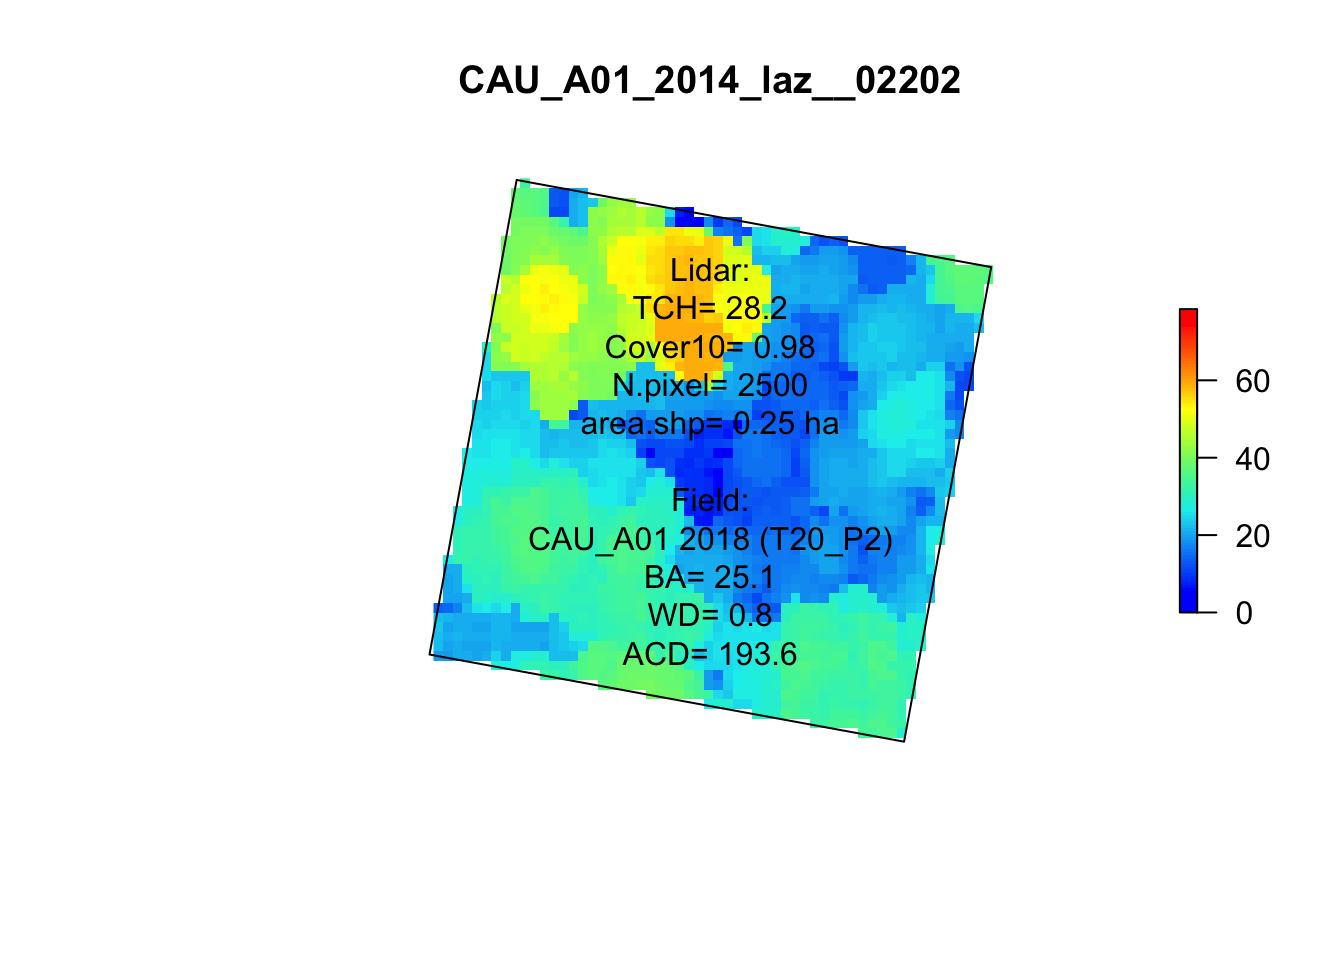 CAU_A01_2014_laz__02202
Lidar:
TCH= 28.2
Cover10= 0.98
N.pixel= 2500
area.shp= 0.25 ha
Field:
CAU_A01 2018 (T20_P2)
BA= 25.1
WD= 0.8
ACD= 193.6
60
40
20
0